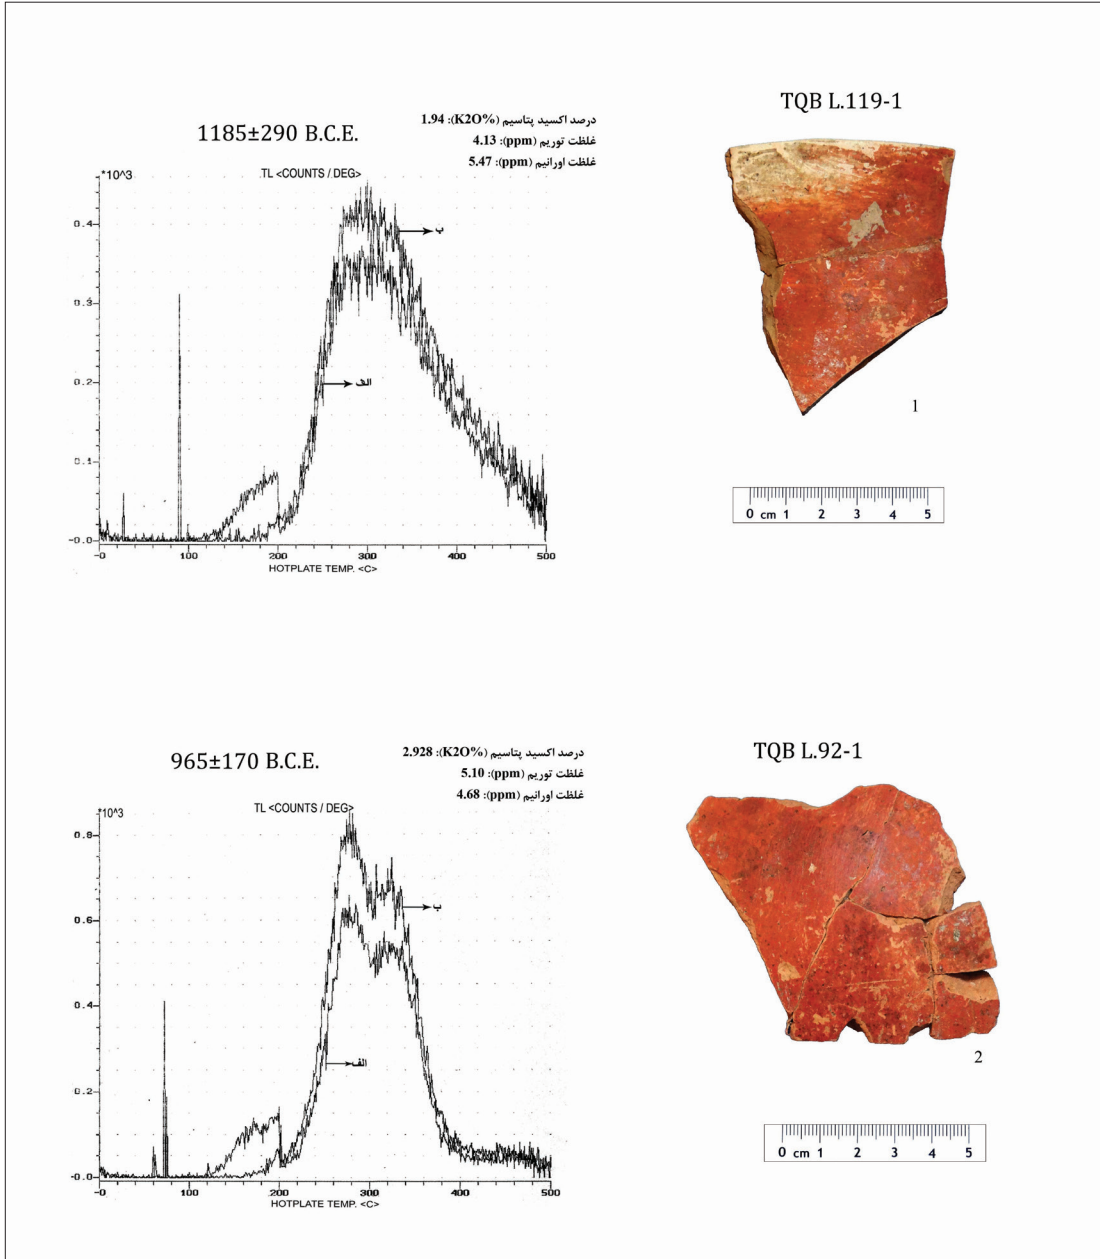 TQB L.119-1
1185±290 B.C.E.
درصد اکسید پتاسیم (K2O%): 1.94
غلظت توریم (ppm): 4.13
غلظت اورانیم (ppm): 5.47
TL <COUNTS / DEG>
*10^3
0.4
ب
0.3
0.2
الف
0.1
-0.0
-0 100 200 300 400 500
HOTPLATE TEMP. <C>
1
0 cm 1 2 3 4 5
TQB L.92-1
965±170 B.C.E.
درصد اکسید پتاسیم (K2O%): 2.928
غلظت توریم (ppm): 5.10
غلظت اورانیم (ppm): 4.68
TL <COUNTS / DEG>
*10^3
0.8
ب
0.6
0.4
الف
0.2
-0.0
-0 200 300 400 500
HOTPLATE TEMP. <C>
2
0 cm 1 2 3 4 5